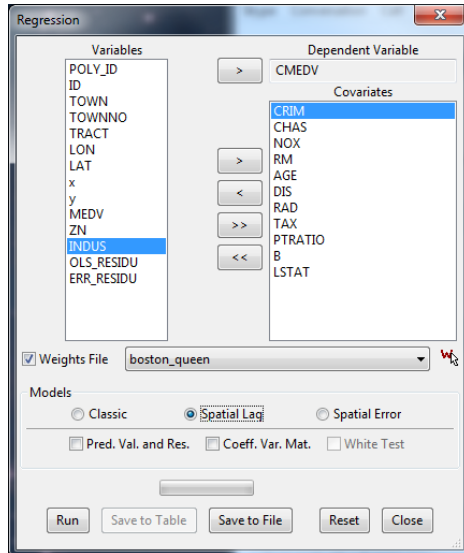 Regression
Variables
Dependent Variable
POLY_ID
ID
TOWN
TOWNNO
TRACT
LON
LAT
x
y
MEDV
ZN
INDUS
OLS_RESIDU
ERR_RESIDU
>
CMEDV
Covariates
>
<
>>
<<
CRIM
CHAS
NOX
RM
AGE
DIS
RAD
TAX
PTRATIO
B
LSTAT
Weights File boston_queen
Models
Classic Spatial Lag Spatial Error
Pred. Val. and Res. Coeff. Var. Mat. White Test
Run Save to Table Save to File Reset Close